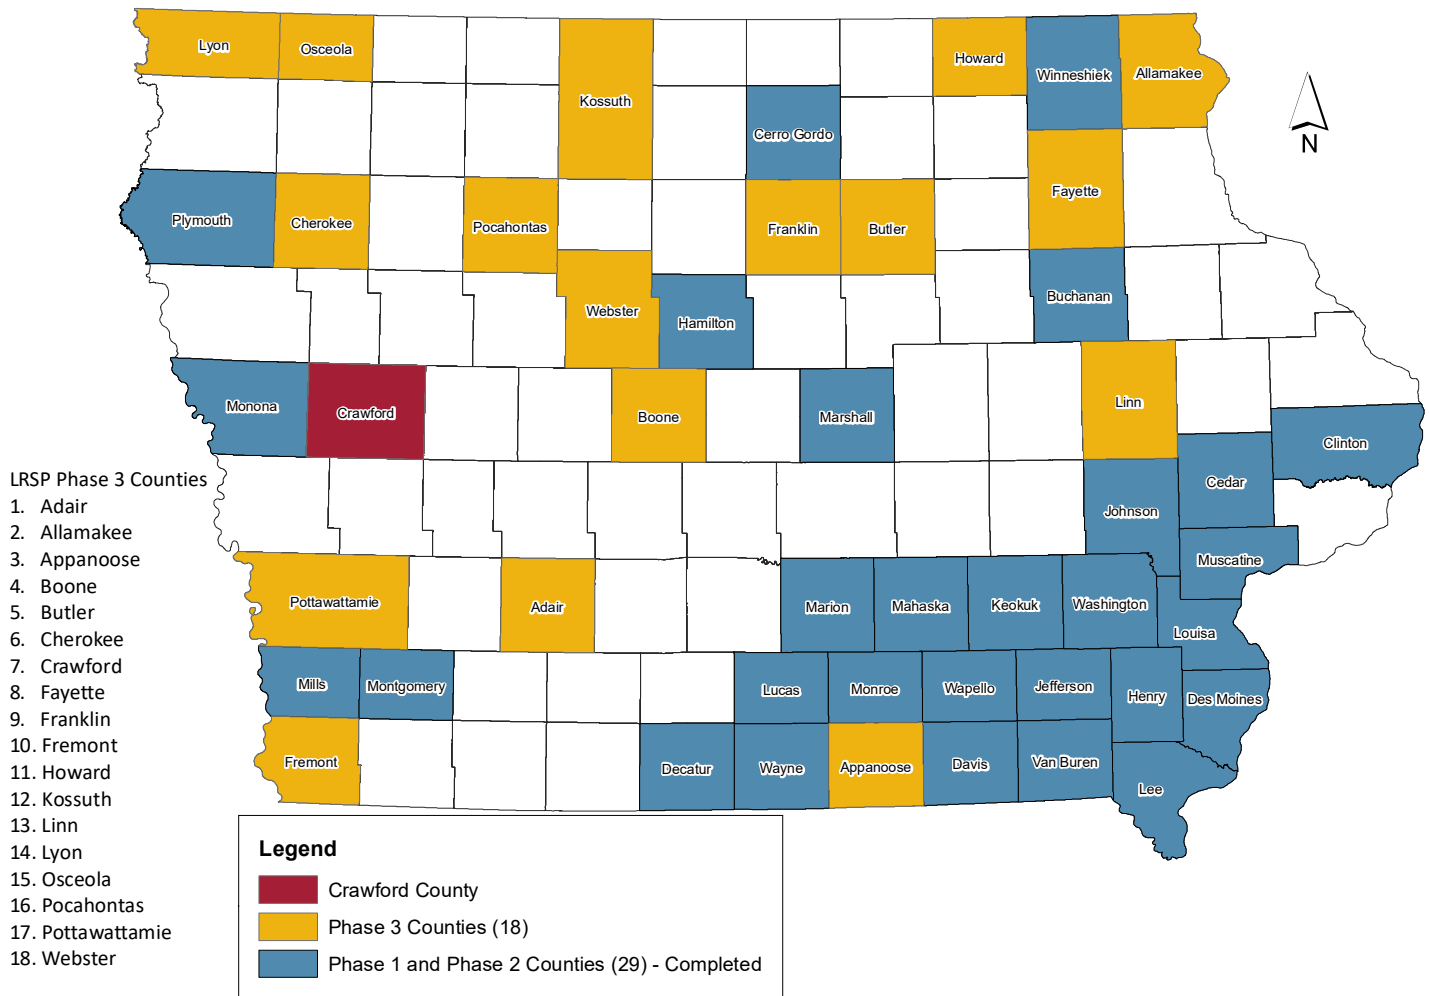 Lyon
Osceola
Kossuth
Howard
Winneshiek
Allamakee
Cerro Gordo
N
Plymouth
Cherokee
Pocahontas
Franklin
Butler
Fayette
Webster
Hamilton
Buchanan
Monona
Crawford
Boone
Marshall
Linn
Clinton
Cedar
Johnson
Muscatine
Pottawattamie
Adair
Marion
Mahaska
Keokuk
Washington
Louisa
Mills
Montgomery
Lucas
Monroe
Wapello
Jefferson
Henry
Des Moines
Fremont
Decatur
Wayne
Appanoose
Davis
Van Buren
Lee
LRSP Phase 3 Counties
1. Adair
2. Allamakee
3. Appanoose
4. Boone
5. Butler
6. Cherokee
7. Crawford
8. Fayette
9. Franklin
10. Fremont
11. Howard
12. Kossuth
13. Linn
14. Lyon
15. Osceola
16. Pocahontas
17. Pottawattamie
18. Webster
Legend
Crawford County
Phase 3 Counties (18)
Phase 1 and Phase 2 Counties (29) - Completed